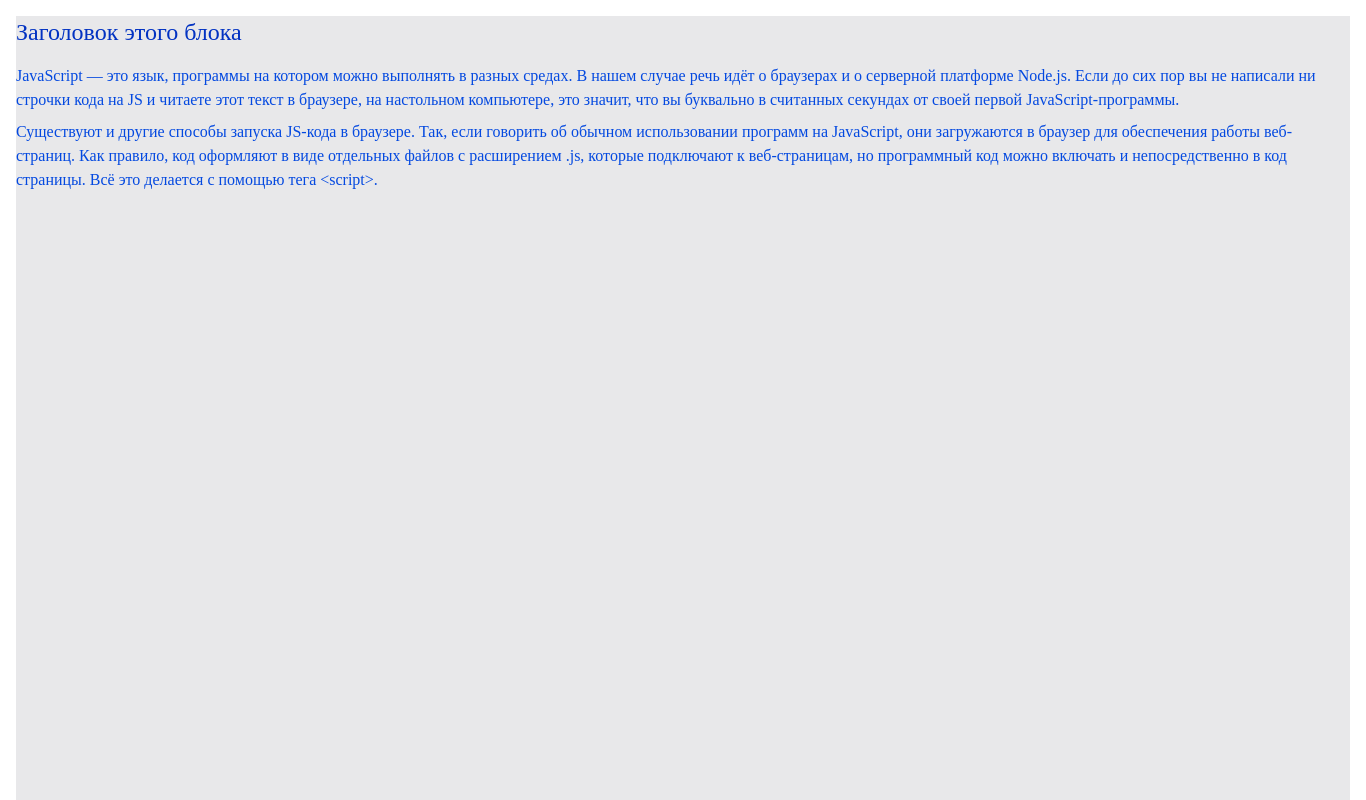 Заголовок этого блока
JavaScript — это язык, программы на котором можно выполнять в разных средах. В нашем случае речь идёт о браузерах и о серверной платформе Node.js. Если до сих пор вы не написали ни
строчки кода на JS и читаете этот текст в браузере, на настольном компьютере, это значит, что вы буквально в считанных секундах от своей первой JavaScript-программы.
Существуют и другие способы запуска JS-кода в браузере. Так, если говорить об обычном использовании программ на JavaScript, они загружаются в браузер для обеспечения работы веб-
страниц. Как правило, код оформляют в виде отдельных файлов с расширением .js, которые подключают к веб-страницам, но программный код можно включать и непосредственно в код
страницы. Всё это делается с помощью тега <script>.